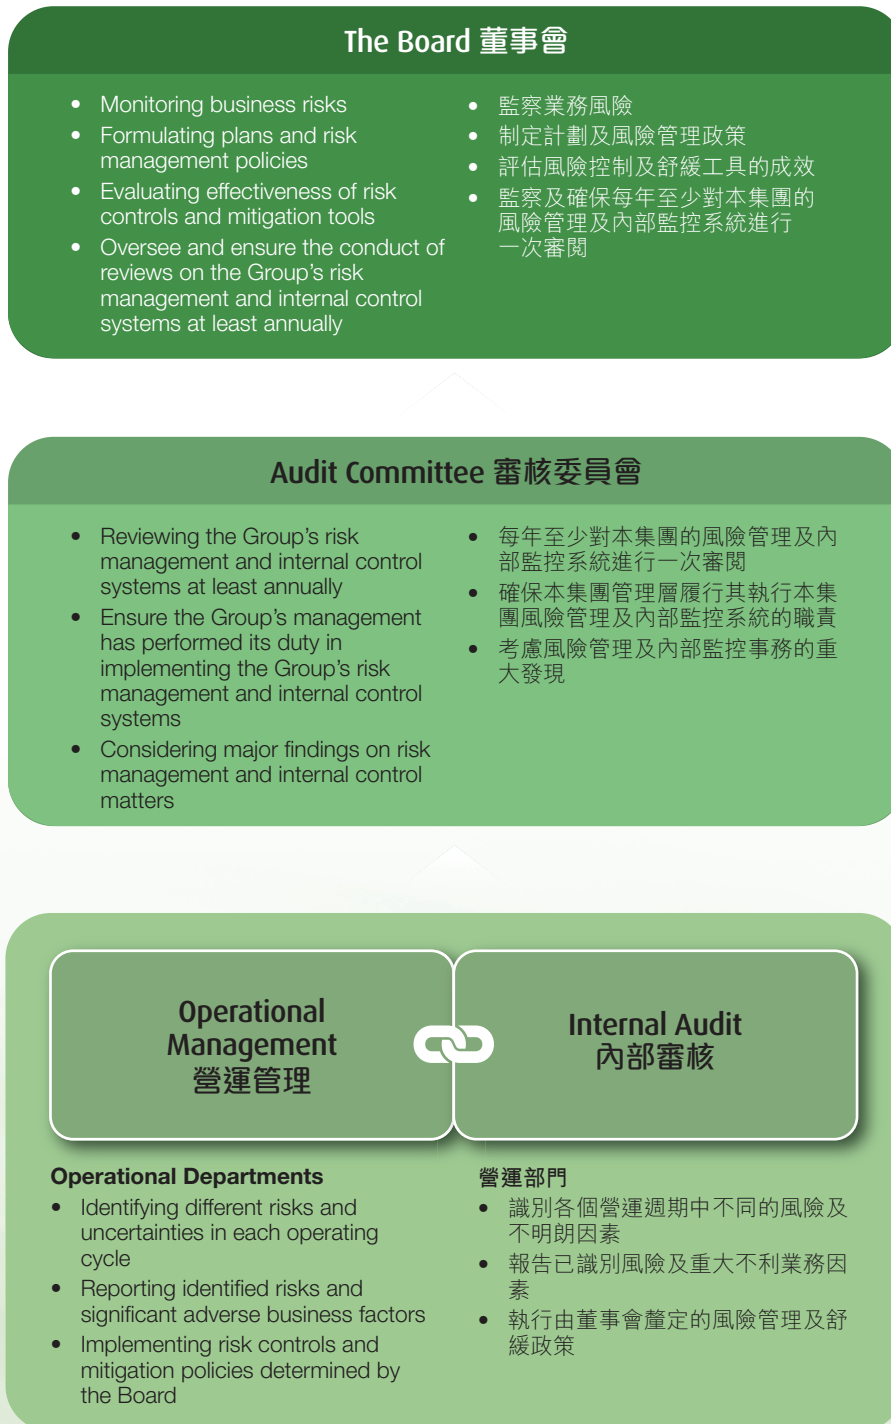 The Board 董事會
• Monitoring business risks
• Formulating plans and risk
management policies
• Evaluating effectiveness of risk
controls and mitigation tools
• Oversee and ensure the conduct of
reviews on the Group's risk
management and internal control
systems at least annually
• 監察業務風險
• 制定計劃及風險管理政策
• 評估風險控制及舒緩工具的成效
• 監察及確保每年至少對本集團的
風險管理及內部監控系統進行
一次審閱
Audit Committee 審核委員會
• Reviewing the Group's risk
management and internal control
systems at least annually
• Ensure the Group's management
has performed its duty in
implementing the Group's risk
management and internal control
systems
• Considering major findings on risk
management and internal control
matters
• 每年至少對本集團的風險管理及內
部監控系統進行一次審閱
• 確保本集團管理層履行其執行本集
團風險管理及內部監控系統的職責
• 考慮風險管理及內部監控事務的重
大發現
Operational
Management
營運管理
Internal Audit
內部審核
Operational Departments
• Identifying different risks and
uncertainties in each operating
cycle
• Reporting identified risks and
significant adverse business factors
• Implementing risk controls and
mitigation policies determined by
the Board
營運部門
• 識別各個營運週期中不同的風險及
不明朗因素
• 報告已識別風險及重大不利業務因
素
• 執行由董事會釐定的風險管理及舒
緩政策